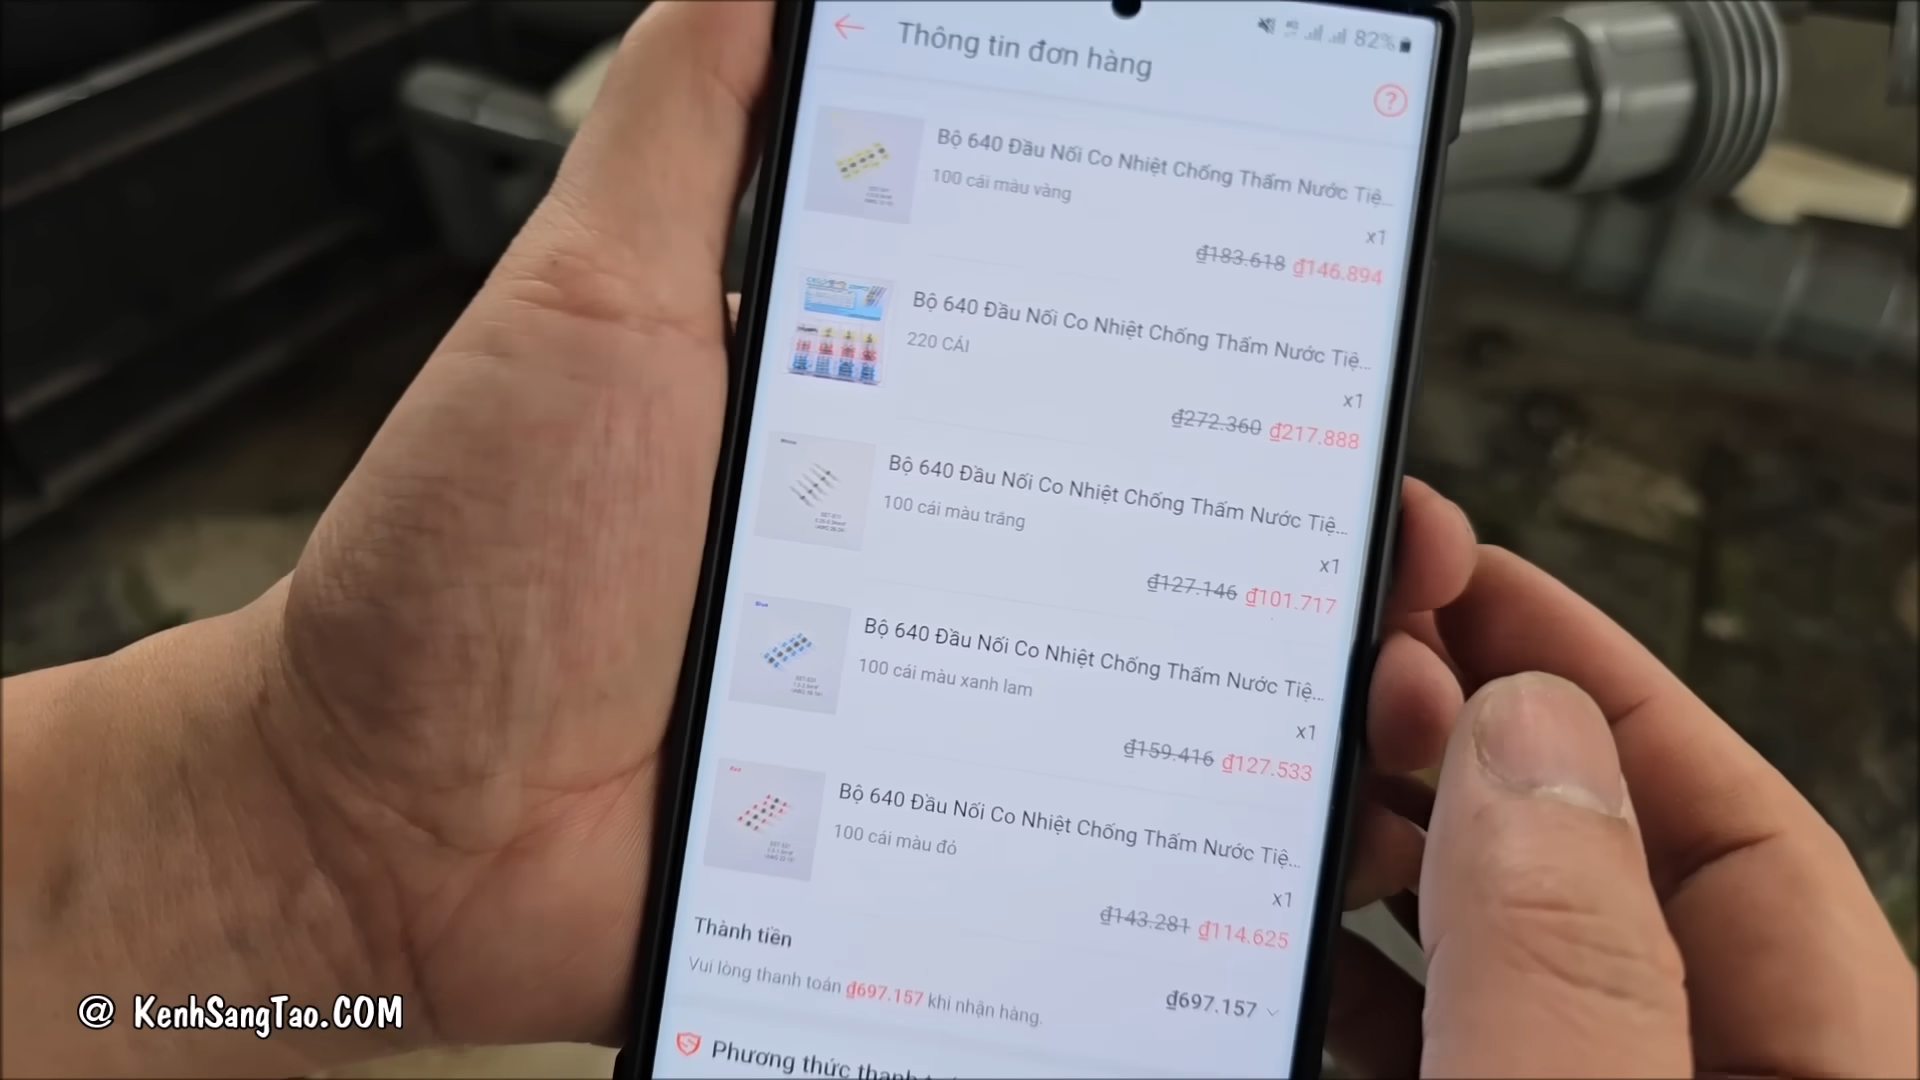 82%
Thông tin đơn hàng
?
Bộ 640 Đầu Nối Co Nhiệt Chống Thấm Nước Tiệ...
100 cái màu vàng
x1
₫183.618 ₫146.894
Bộ 640 Đầu Nối Co Nhiệt Chống Thấm Nước Tiệ...
220 CÁI
x1
₫272.360 ₫217.888
Bộ 640 Đầu Nối Co Nhiệt Chống Thấm Nước Tiệ...
100 cái màu trắng
x1
₫127.146 ₫101.717
Blue
Bộ 640 Đầu Nối Co Nhiệt Chống Thấm Nước Tiệ...
100 cái màu xanh lam
x1
₫159.416 ₫127.533
Red
Bộ 640 Đầu Nối Co Nhiệt Chống Thấm Nước Tiệ...
100 cái màu đỏ
x1
₫143.281 ₫114.625
Thành tiền
₫697.157
Vui lòng thanh toán ₫697.157 khi nhận hàng.
Phương thức
@ KenhSangTao.COM